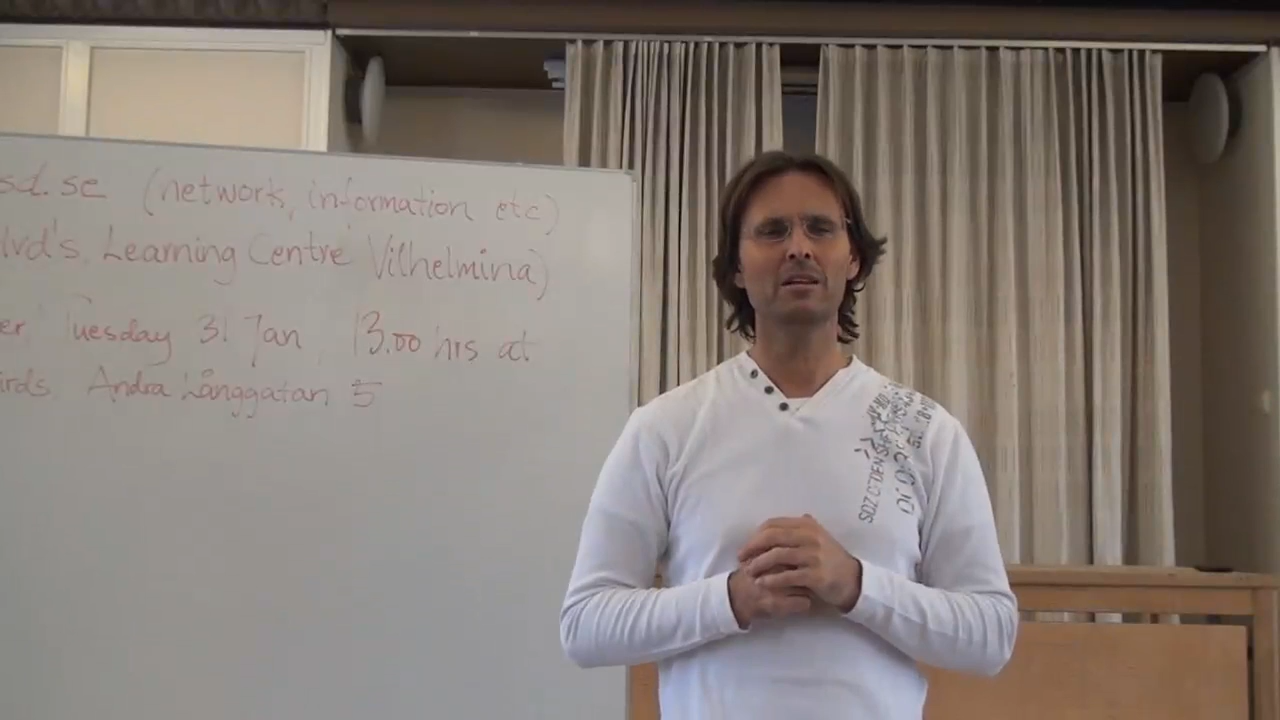 sd.se (network, information etc)
lvd's Learning Centre Vilhelmina)
er, Tuesday 31 Jan, 13.00 hrs at
irds Andra Långgatan 5